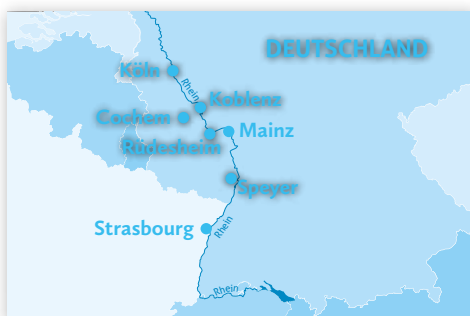 DEUTSCHLAND
Köln
Rhein
Koblenz
Cochem
Mainz
Rüdesheim
Speyer
Strasbourg
Rhein
Rhein